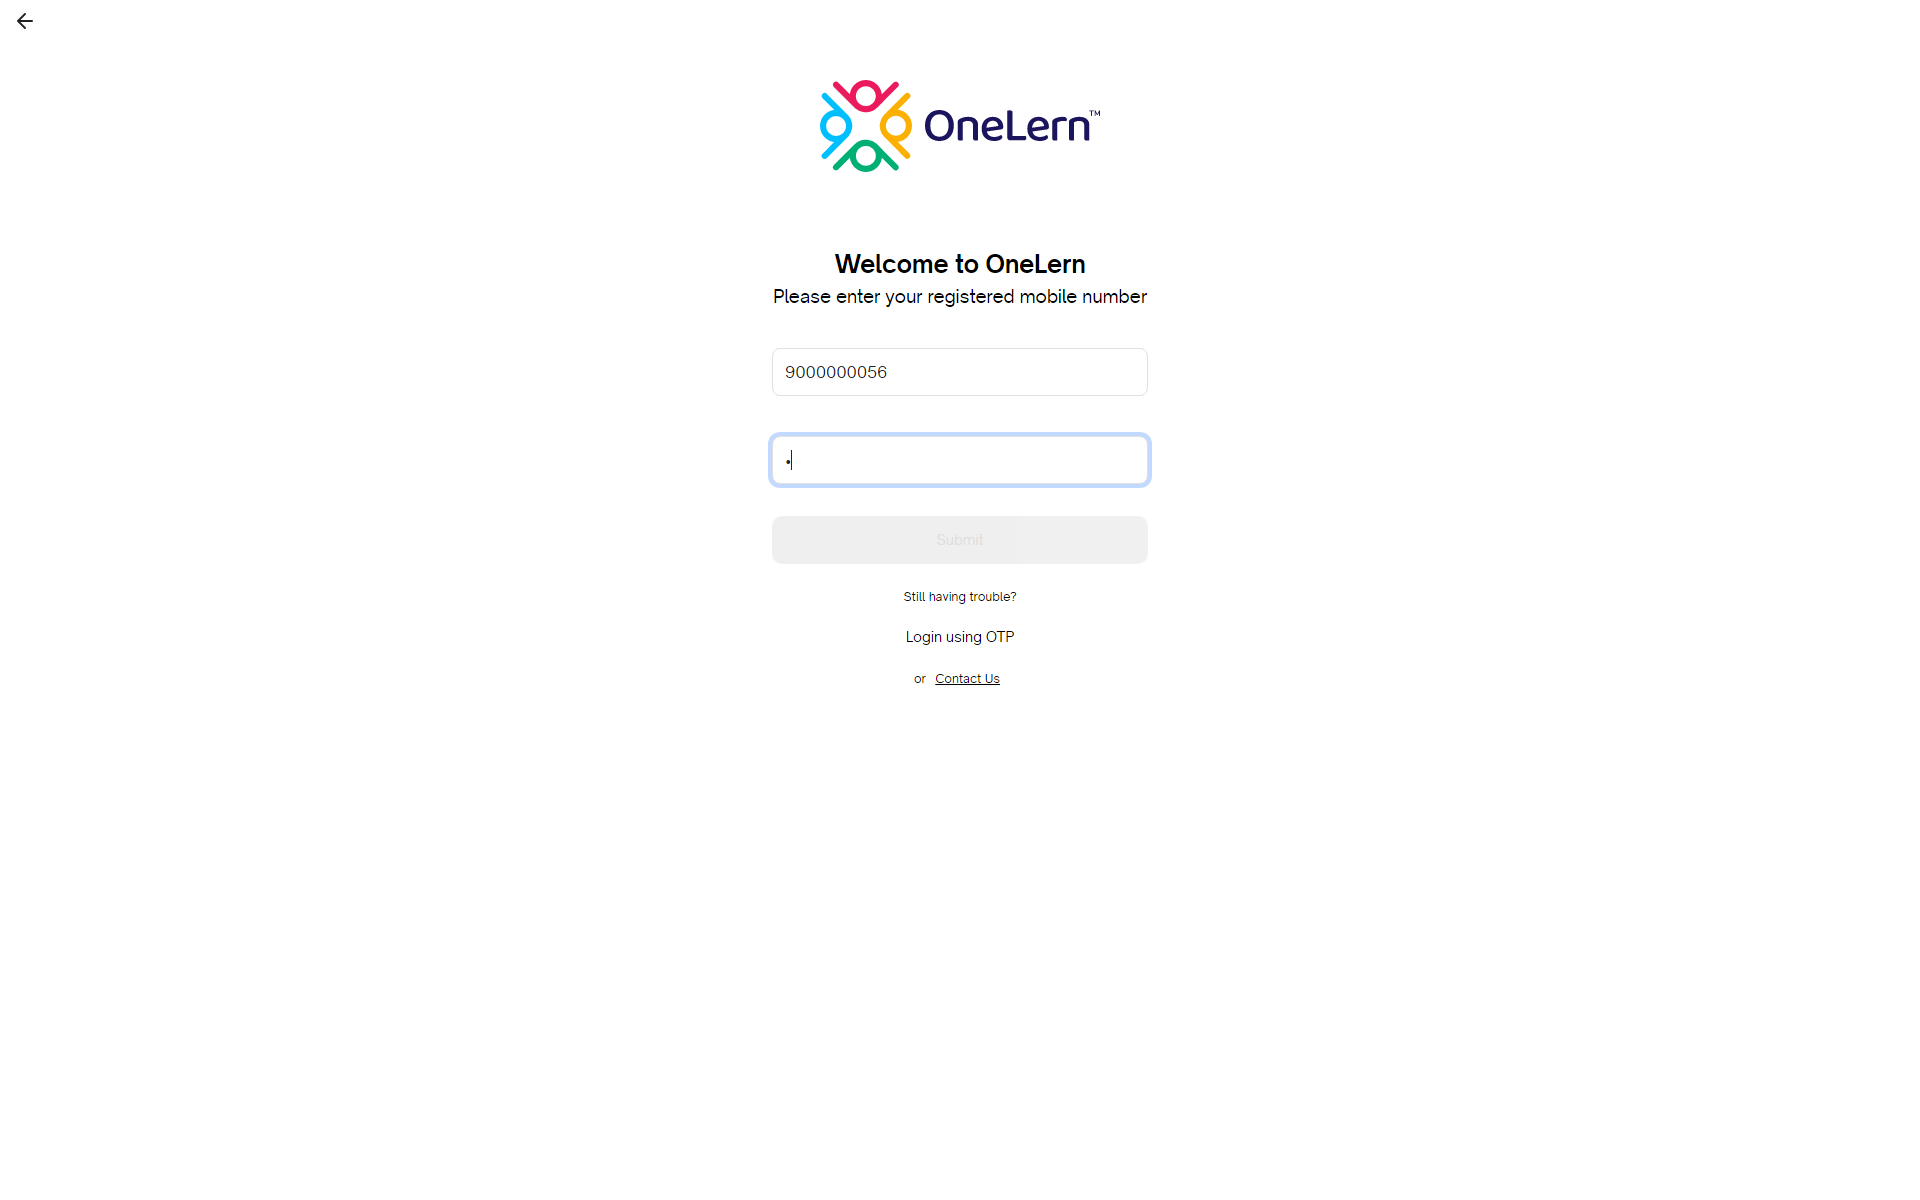 OneLern™
Welcome to OneLern
Please enter your registered mobile number
9000000056
•
Submit
Still having trouble?
Login using OTP
or Contact Us